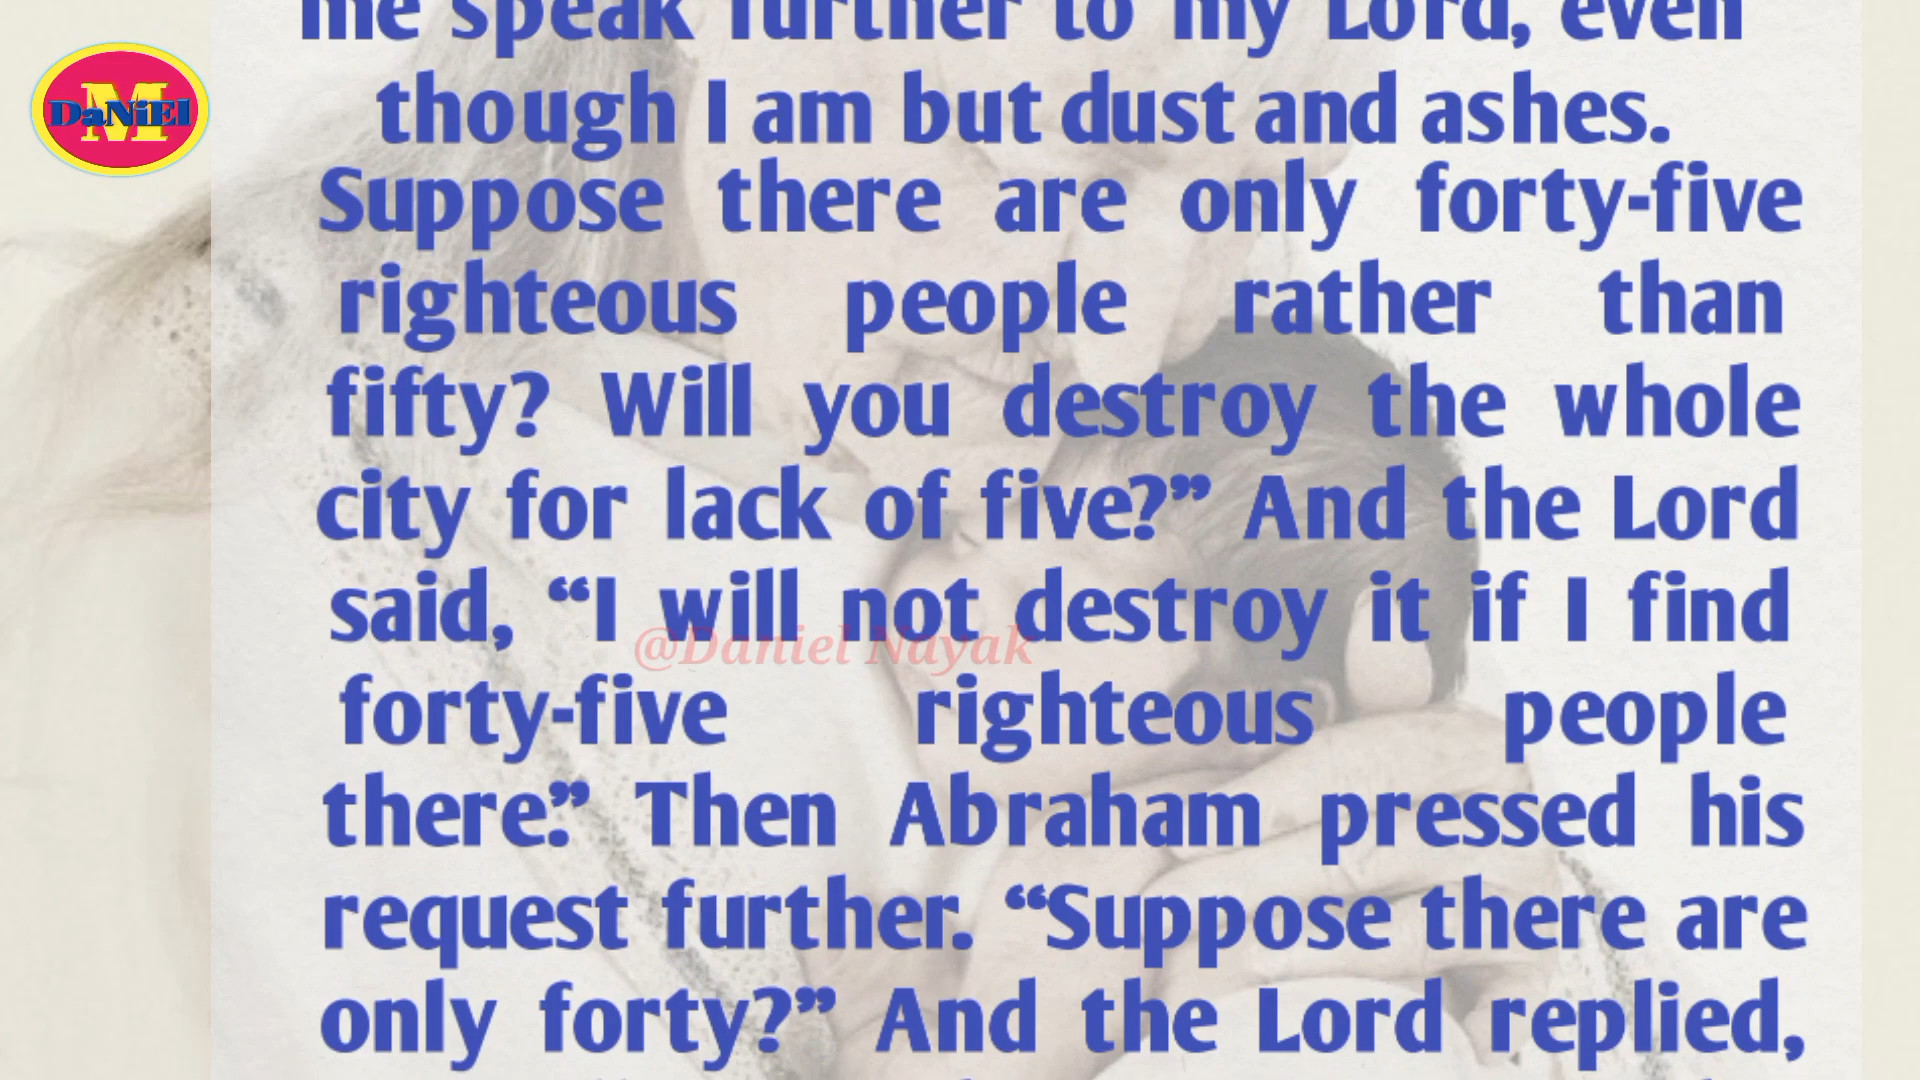 me speak further to my Lord, even
though I am but dust and ashes.
Suppose there are only forty-five
righteous people rather than
fifty? Will you destroy the whole
city for lack of five?” And the Lord
said, “I will not destroy it if I find
forty-five righteous people
there.” Then Abraham pressed his
request further. “Suppose there are
only forty?” And the Lord replied,
M
DaNiEl
@Daniel Nayak